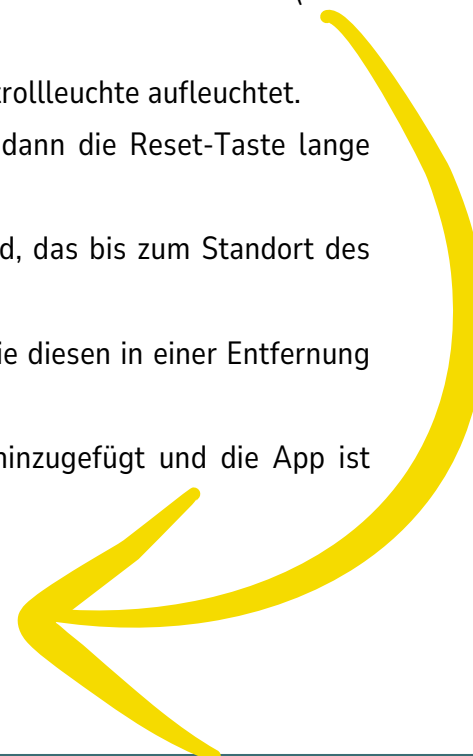 trollleuchte aufleuchtet.
dann die Reset-Taste lange
d, das bis zum Standort des
ie diesen in einer Entfernung
hinzugefügt und die App ist